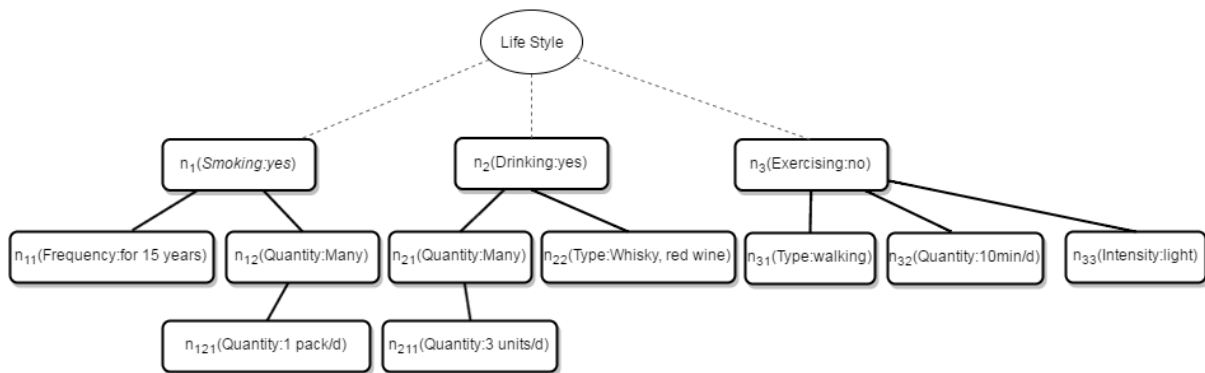 Life Style
n₁(Smoking:yes)
n₂(Drinking:yes)
n₃(Exercising:no)
n₁₁(Frequency:for 15 years)
n₁₂(Quantity:Many)
n₂₁(Quantity:Many)
n₂₂(Type:Whisky, red wine)
n₃₁(Type:walking)
n₃₂(Quantity:10min/d)
n₃₃(Intensity:light)
n₁₂₁(Quantity:1 pack/d)
n₂₁₁(Quantity:3 units/d)